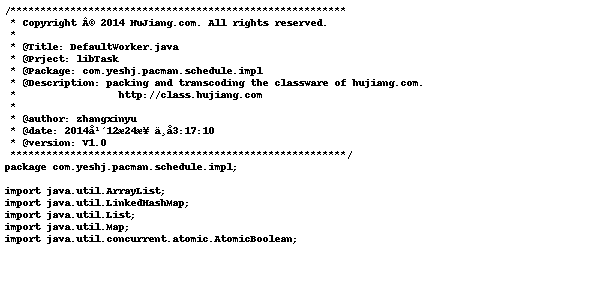 /********************************************************
 * Copyright Â© 2014 HuJiang.com. All rights reserved.
 *
 * @Title: DefaultWorker.java
 * @Prject: libTask
 * @Package: com.yeshj.pacman.schedule.impl
 * @Description: packing and transcoding the classware of hujiang.com.
 *                 http://class.hujiang.com
 *
 * @author: zhangxinyu
 * @date: 2014å¹´12æ24æ¥ ä¸å3:17:10
 * @version: V1.0
 ********************************************************/
package com.yeshj.pacman.schedule.impl;

import java.util.ArrayList;
import java.util.LinkedHashMap;
import java.util.List;
import java.util.Map;
import java.util.concurrent.atomic.AtomicBoolean;